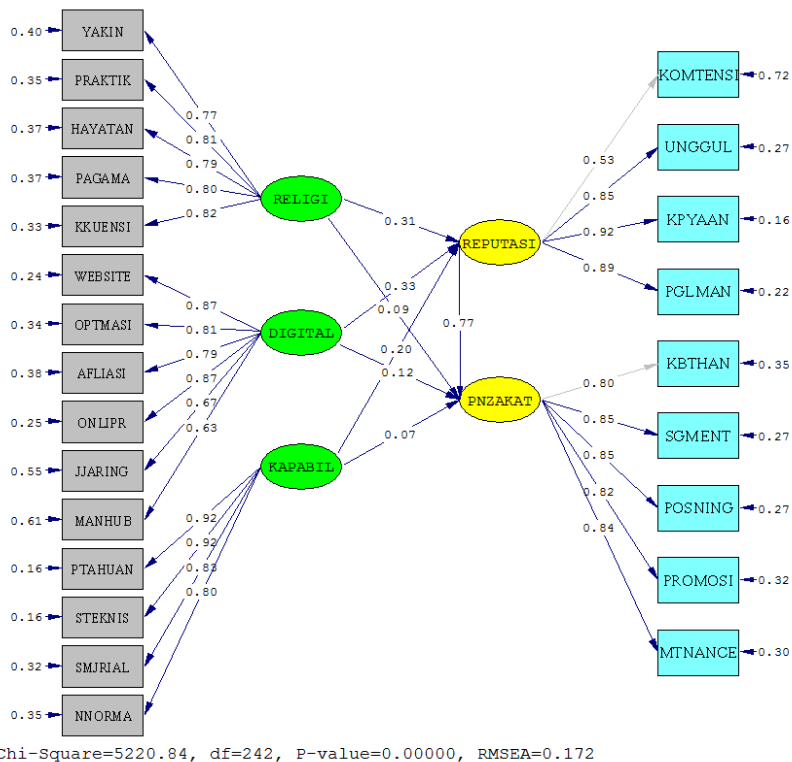 0.40 YAKIN
0.35 PRAKTIK
0.37 HAYATAN
0.37 PAGAMA
0.33 KKUENSI
0.24 WEBSITE
0.34 OPTMASI
0.38 AFLIASI
0.25 ONLIPR
0.55 JJARING
0.61 MANHUB
0.16 PTAHUAN
0.16 STEKNIS
0.32 SMJRIAL
0.35 NNORMA
0.77
0.81
0.79
0.80
0.82
0.87
0.81
0.79
0.87
0.67
0.63
0.92
0.92
0.83
0.80
RELIGI
DIGITAL
KAPABIL
0.31
0.33
0.09
0.20
0.12
0.07
0.77
REPUTASI
PNZAKAT
0.53
0.85
0.92
0.89
0.80
0.85
0.85
0.82
0.84
KOMTENSI 0.72
UNGGUL 0.27
KPYAAN 0.16
PGLMAN 0.22
KBTHAN 0.35
SGMENT 0.27
POSNING 0.27
PROMOSI 0.32
MTNANCE 0.30
Chi-Square=5220.84, df=242, P-value=0.00000, RMSEA=0.172